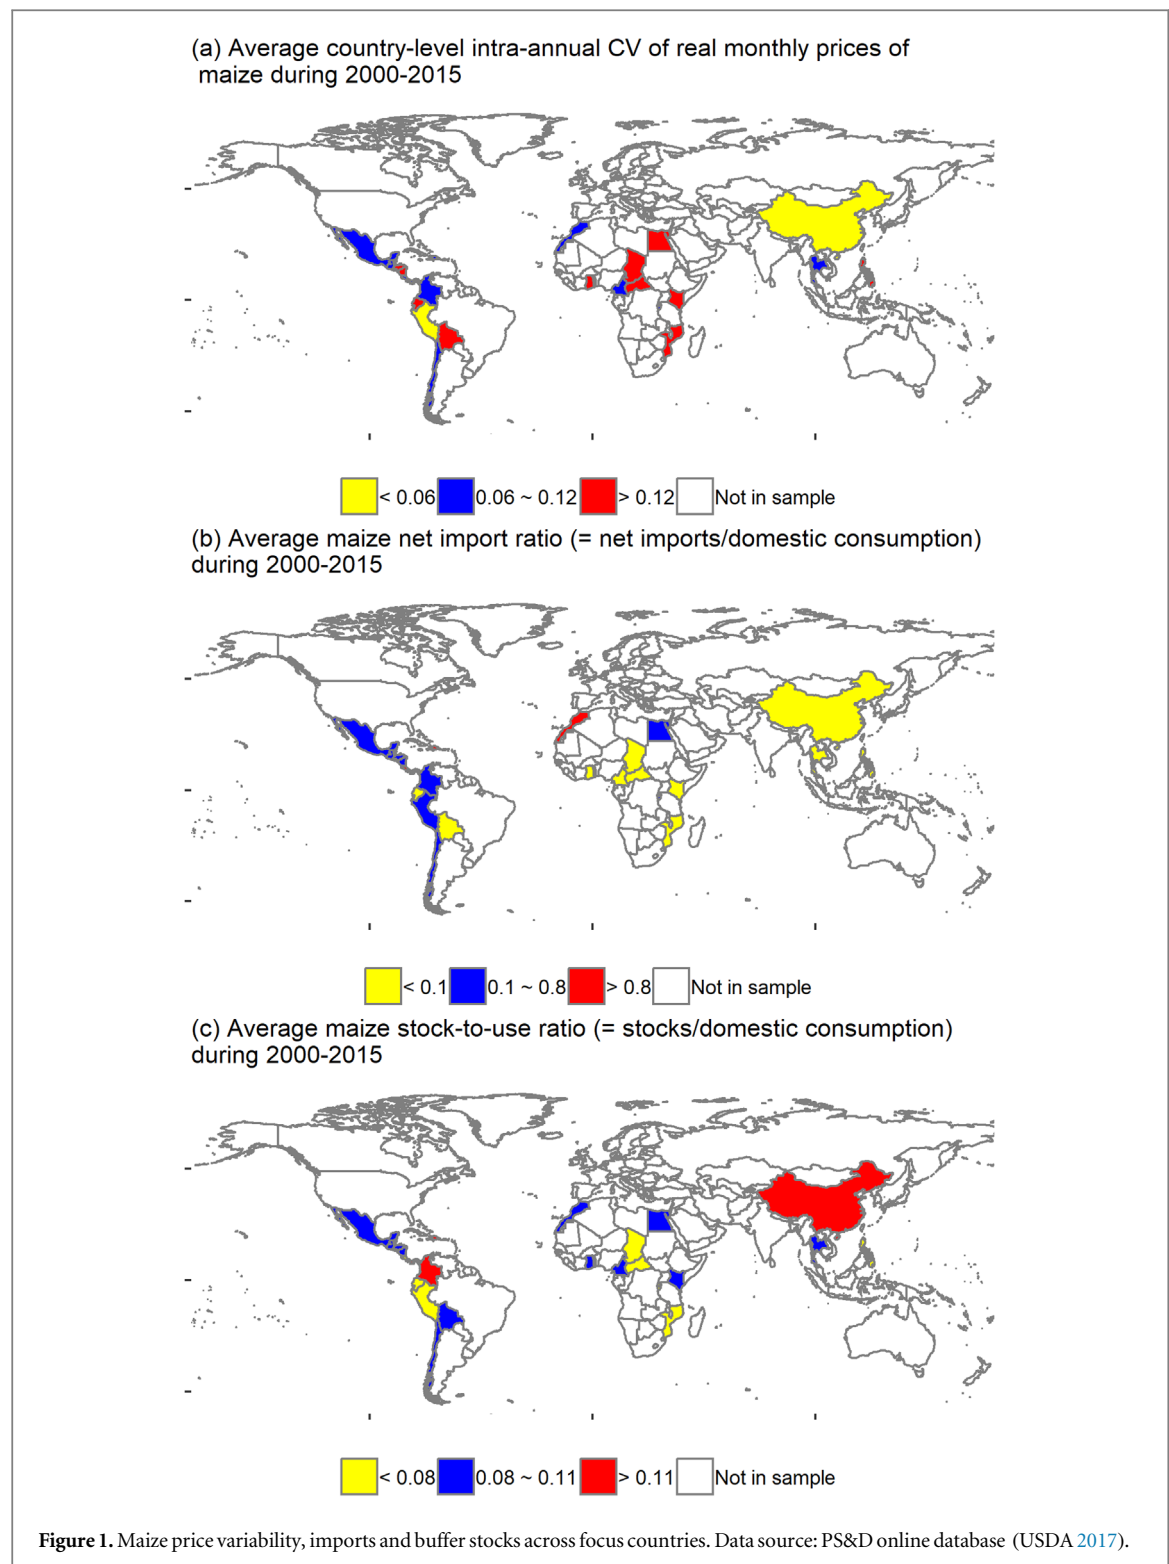 (a) Average country-level intra-annual CV of real monthly prices of
maize during 2000-2015
< 0.06 0.06 ~ 0.12 > 0.12 Not in sample
(b) Average maize net import ratio (= net imports/domestic consumption)
during 2000-2015
< 0.1 0.1 ~ 0.8 > 0.8 Not in sample
(c) Average maize stock-to-use ratio (= stocks/domestic consumption)
during 2000-2015
< 0.08 0.08 ~ 0.11 > 0.11 Not in sample
Figure 1. Maize price variability, imports and buffer stocks across focus countries. Data source: PS&D online database (USDA 2017).